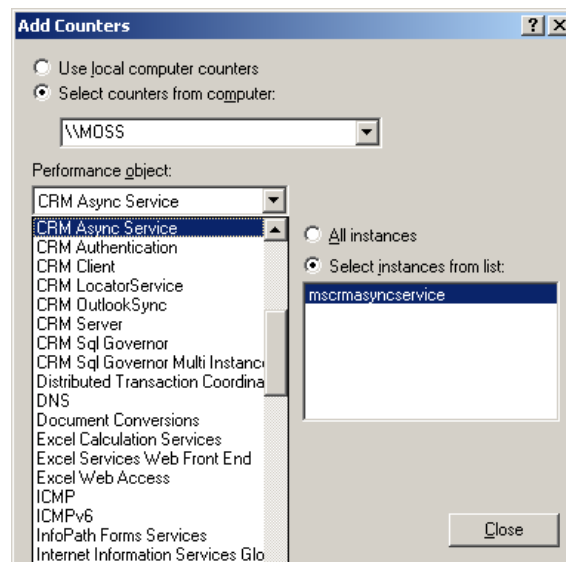 Add Counters
Use local computer counters
Select counters from computer:
\\MOSS
Performance object:
CRM Async Service
CRM Async Service
CRM Authentication
CRM Client
CRM LocatorService
CRM OutlookSync
CRM Server
CRM Sql Governor
CRM Sql Governor Multi Instanc
Distributed Transaction Coordina
DNS
Document Conversions
Excel Calculation Services
Excel Services Web Front End
Excel Web Access
ICMP
ICMPv6
InfoPath Forms Services
Internet Information Services Glo
All instances
Select instances from list:
mscrmasyncservice
Close